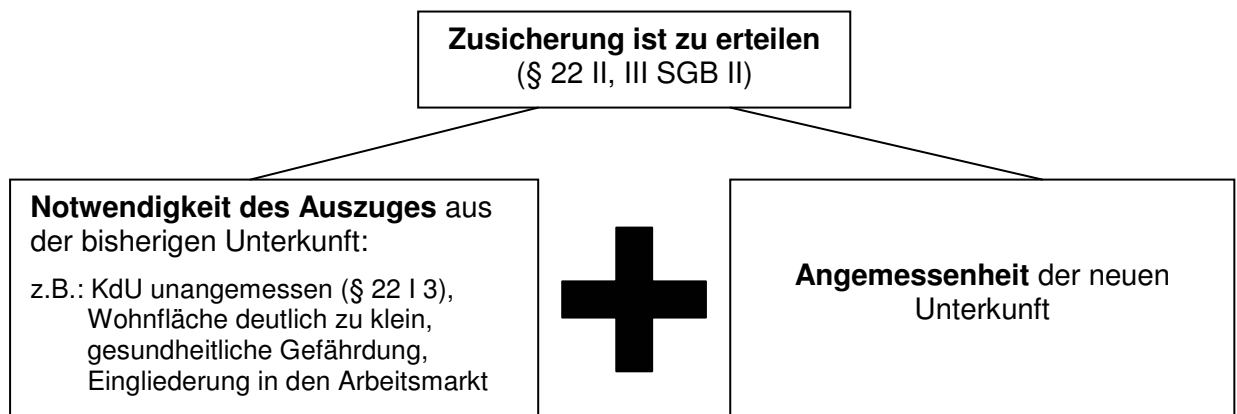 Zusicherung ist zu erteilen
(§ 22 II, III SGB II)
Notwendigkeit des Auszuges aus
der bisherigen Unterkunft:
z.B.: KdU unangemessen (§ 22 I 3),
Wohnfläche deutlich zu klein,
gesundheitliche Gefährdung,
Eingliederung in den Arbeitsmarkt
Angemessenheit der neuen
Unterkunft